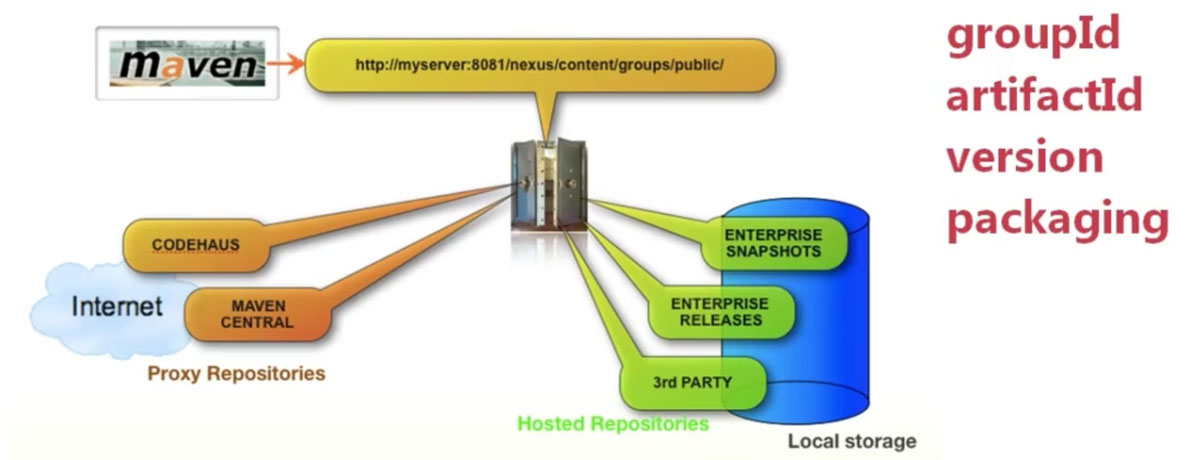 maven
http://myserver:8081/nexus/content/groups/public/
groupId
artifactId
version
packaging
CODEHAUS
Internet
MAVEN
CENTRAL
Proxy Repositories
ENTERPRISE
SNAPSHOTS
ENTERPRISE
RELEASES
3rd PARTY
Hosted Repositories
Local storage